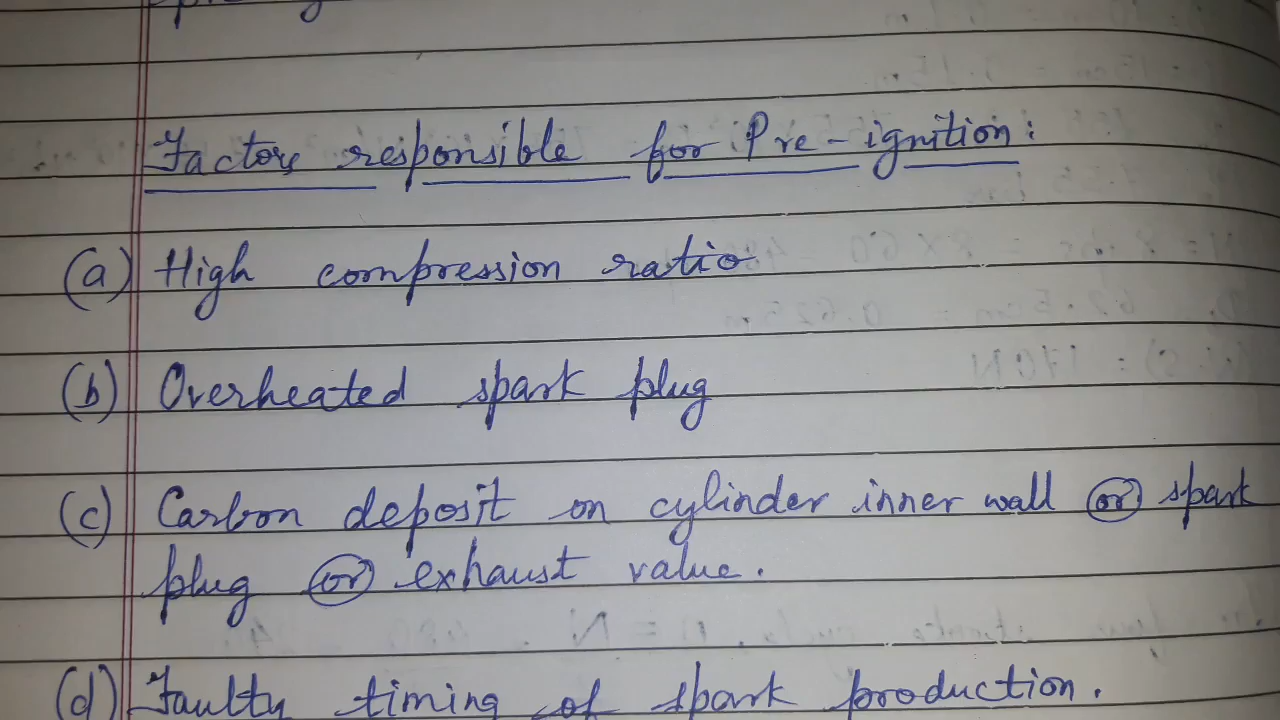 Factors responsible for Pre-ignition:
(a) High compression ratio
(b) Overheated spark plug
(c) Carbon deposit on cylinder inner wall or spark
plug or exhaust value.
(d) Faulty timing of spark production.